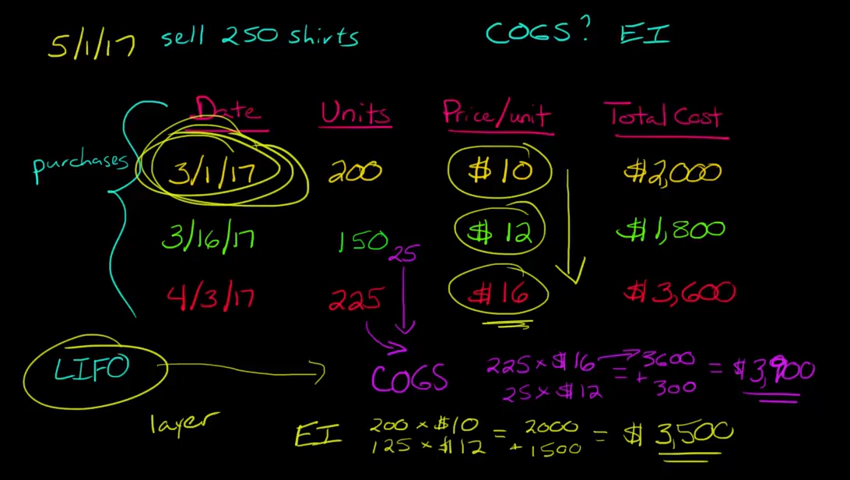 5/1/17 sell 250 shirts COGS? EI
Date Units Price/unit Total Cost
purchases
3/1/17 200 $10 $2,000
3/16/17 150 25 $12 $1,800
4/3/17 225 $16 $3,600
LIFO
COGS 225 × $16 = 3600 = $3,900
25 × $12 + 300
layer
EI 200 × $10 = 2000 = $3,500
125 × $12 + 1500